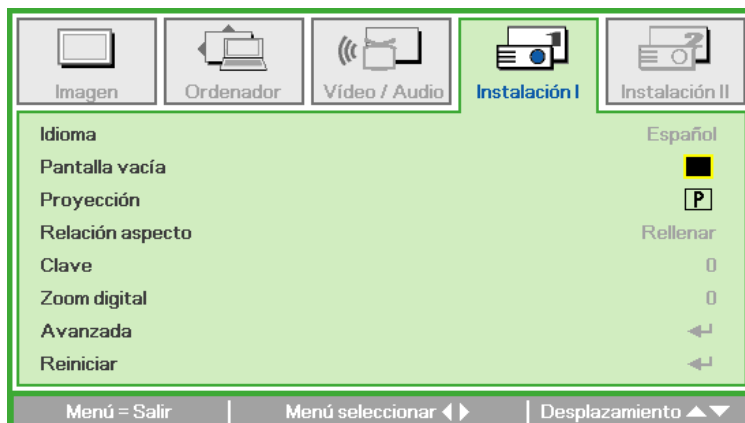 Imagen Ordenador Vídeo / Audio Instalación I Instalación II
Idioma Español
Pantalla vacía
Proyección P
Relación aspecto Rellenar
Clave 0
Zoom digital 0
Avanzada
Reiniciar
Menú = Salir Menú seleccionar Desplazamiento